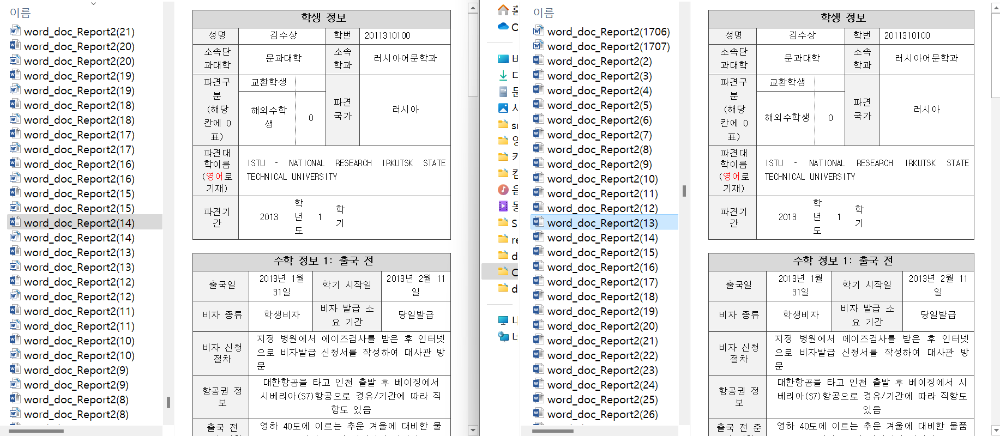 이름
word_doc_Report2(21)
word_doc_Report2(20)
word_doc_Report2(20)
word_doc_Report2(19)
word_doc_Report2(19)
word_doc_Report2(18)
word_doc_Report2(18)
word_doc_Report2(17)
word_doc_Report2(17)
word_doc_Report2(16)
word_doc_Report2(16)
word_doc_Report2(15)
word_doc_Report2(15)
word_doc_Report2(14)
word_doc_Report2(14)
word_doc_Report2(13)
word_doc_Report2(13)
word_doc_Report2(12)
word_doc_Report2(12)
word_doc_Report2(11)
word_doc_Report2(11)
word_doc_Report2(10)
word_doc_Report2(10)
word_doc_Report2(9)
word_doc_Report2(9)
word_doc_Report2(8)
word_doc_Report2(8)
학생 정보
성명 김수상 학번 2011310100
소속단
과대학
문과대학
소속
학과
러시아어문학과
파견구
분
(해당
칸에 O
표)
교환학생
해외수학
생
O
파견
국가
러시아
파견대
학이름
(영어로
기재)
ISTU - NATIONAL RESEARCH IRKUTSK STATE
TECHNICAL UNIVERSITY
파견기
간
2013
학
년
도
1
학
기
수학 정보 1: 출국 전
출국일
2013년 1월
31일
학기 시작일
2013년 2월 11
일
비자 종류
학생비자
비자 발급 소
요 기간
당일발급
비자 신청
절차
지정 병원에서 에이즈검사를 받은 후 인터넷
으로 비자발급 신청서를 작성하여 대사관 방
문
항공권 정
보
대한항공을 타고 인천 출발 후 베이징에서
시베리아(S7)항공으로 경유/기간에 따라 직
항도 있음
출국 전
영하 40도에 이르는 추운 겨울에 대비한 물
이름
word_doc_Report2(1706)
word_doc_Report2(1707)
word_doc_Report2(2)
word_doc_Report2(3)
word_doc_Report2(4)
word_doc_Report2(5)
word_doc_Report2(6)
word_doc_Report2(7)
word_doc_Report2(8)
word_doc_Report2(9)
word_doc_Report2(10)
word_doc_Report2(11)
word_doc_Report2(12)
word_doc_Report2(13)
word_doc_Report2(14)
word_doc_Report2(15)
word_doc_Report2(16)
word_doc_Report2(17)
word_doc_Report2(18)
word_doc_Report2(19)
word_doc_Report2(20)
word_doc_Report2(21)
word_doc_Report2(22)
word_doc_Report2(23)
word_doc_Report2(24)
word_doc_Report2(25)
word_doc_Report2(26)
학생 정보
성명 김수상 학번 2011310100
소속단
과대학
문과대학
소속
학과
러시아어문학과
파견구
분
(해당
칸에 O
표)
교환학생
해외수학생
O
파견
국가
러시아
파견대
학이름
(영어로
기재)
ISTU - NATIONAL RESEARCH IRKUTSK STATE
TECHNICAL UNIVERSITY
파견기
간
2013
학
년
도
1
학
기
수학 정보 1: 출국 전
출국일
2013년 1월
31일
학기 시작일
2013년 2월 11
일
비자 종류
학생비자
비자 발급 소
요 기간
당일발급
비자 신청
절차
지정 병원에서 에이즈검사를 받은 후 인터넷
으로 비자발급 신청서를 작성하여 대사관 방
문
항공권 정
보
대한항공을 타고 인천 출발 후 베이징에서 시
베리아(S7)항공으로 경유/기간에 따라 직항도
있음
출국 전 준
영하 40도에 이르는 추운 겨울에 대비한 물품